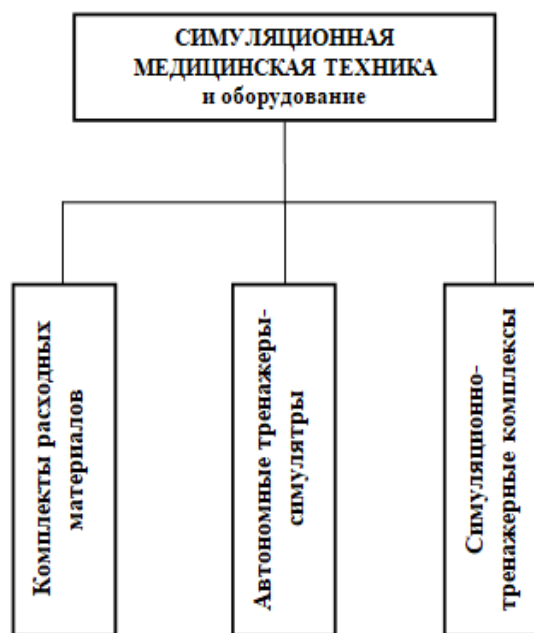 СИМУЛЯЦИОННАЯ
МЕДИЦИНСКАЯ ТЕХНИКА
и оборудование
Комплекты расходных
материалов
Автономные тренажеры-
симулятры
Симуляционно-
тренажерные комплексы